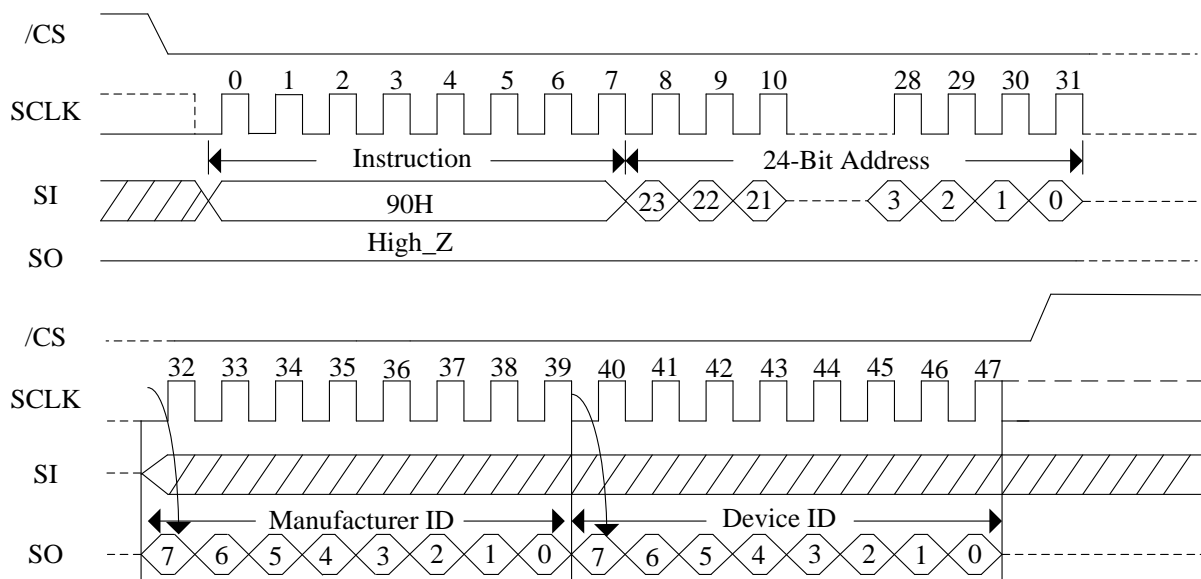 /CS
0 1 2 3 4 5 6 7 8 9 10 28 29 30 31
SCLK
Instruction 24-Bit Address
SI 90H 23 22 21 3 2 1 0
High_Z
SO
/CS
32 33 34 35 36 37 38 39 40 41 42 43 44 45 46 47
SCLK
SI
Manufacturer ID Device ID
SO 7 6 5 4 3 2 1 0 7 6 5 4 3 2 1 0